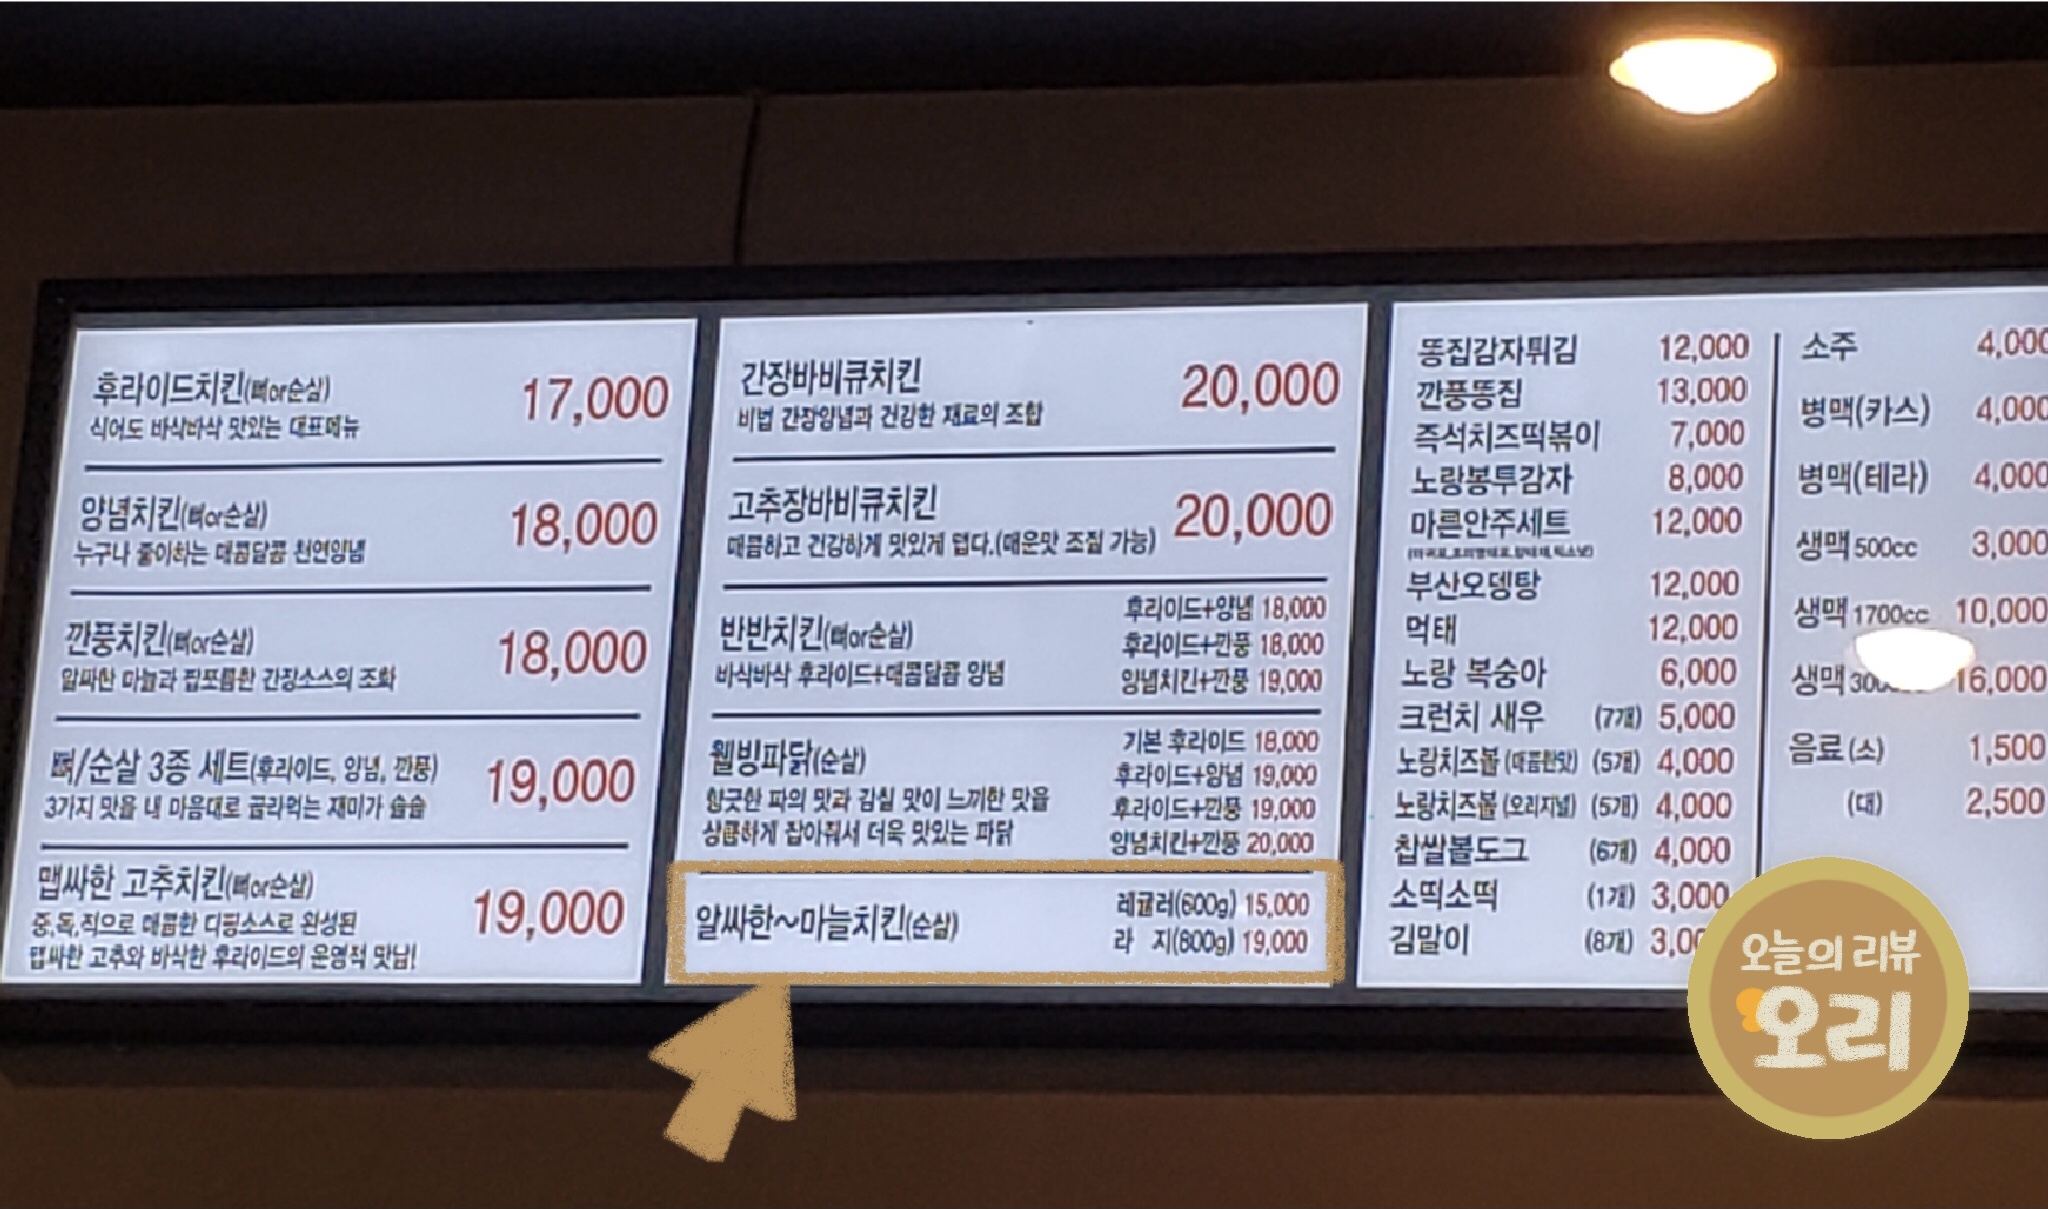 후라이드치킨(뼈or순살) 17,000
식어도 바삭바삭 맛있는 대표메뉴
양념치킨(뼈or순살) 18,000
누구나 좋아하는 매콤달콤 천연양념
깐풍치킨(뼈or순살) 18,000
알싸한 마늘과 짭쪼름한 간장소스의 조화
뼈/순살 3종 세트(후라이드, 양념, 깐풍) 19,000
3가지 맛을 내 마음대로 골라먹는 재미가 솔솔
맵싸한 고추치킨(뼈or순살) 19,000
중,독,적으로 매콤한 디핑소스로 완성된
맵싸한 고추와 바삭한 후라이드의 운명적 맛남!
간장바비큐치킨 20,000
비법 간장양념과 건강한 재료의 조합
고추장바비큐치킨 20,000
매콤하고 건강하게 맛있게 맵다.(매운맛 조절 가능)
반반치킨(뼈or순살)
바삭바삭 후라이드+매콤달콤 양념
후라이드+양념 18,000
후라이드+깐풍 18,000
양념치킨+깐풍 19,000
웰빙파닭(순살)
향긋한 파의 맛과 감칠 맛이 느끼한 맛을
상큼하게 잡아줘서 더욱 맛있는 파닭
기본 후라이드 18,000
후라이드+양념 19,000
후라이드+깐풍 19,000
양념치킨+깐풍 20,000
알싸한~마늘치킨(순살)
레귤러(600g) 15,000
라 지(800g) 19,000
똥집감자튀김 12,000
깐풍똥집 13,000
즉석치즈떡볶이 7,000
노랑봉투감자 8,000
마른안주세트 12,000
부산오뎅탕 12,000
먹태 12,000
노랑 복숭아 6,000
크런치 새우 (7개) 5,000
노랑치즈볼 (매콤한맛) (5개) 4,000
노랑치즈볼 (오리지널) (5개) 4,000
찹쌀볼도그 (6개) 4,000
소떡소떡 (1개) 3,000
김말이 (8개) 3,00
소주 4,000
병맥(카스) 4,000
병맥(테라) 4,000
생맥 500cc 3,000
생맥 1700cc 10,000
생맥 16,000
음료 (소) 1,500
(대) 2,500
오늘의 리뷰
오리